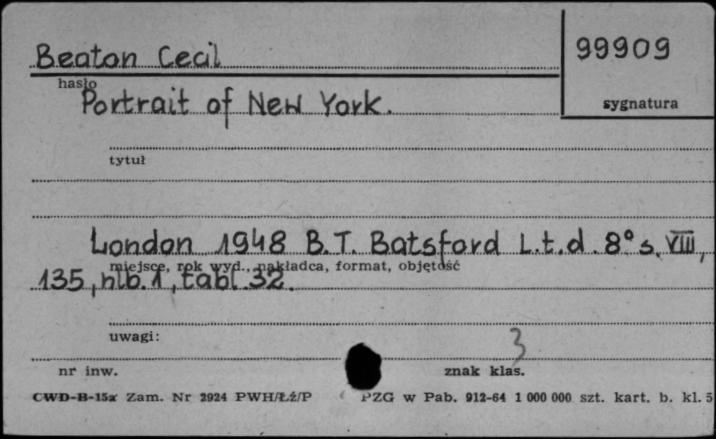 Beaton Cecil
99909
hasło
Portrait of New York.
sygnatura
tytuł
London 1948 B.T. Batsford L.t.d. 8° s. VIII,
miejsce, rok wyd., nakładca, format, objętość
135, nlb. 1, tabl. 32.
uwagi:
3
nr inw.
znak klas.
CWD-B-15a Zam. Nr 2924 PWH/Łź/P PZG w Pab. 912-64 1 000 000 szt. kart. b. kl. 5